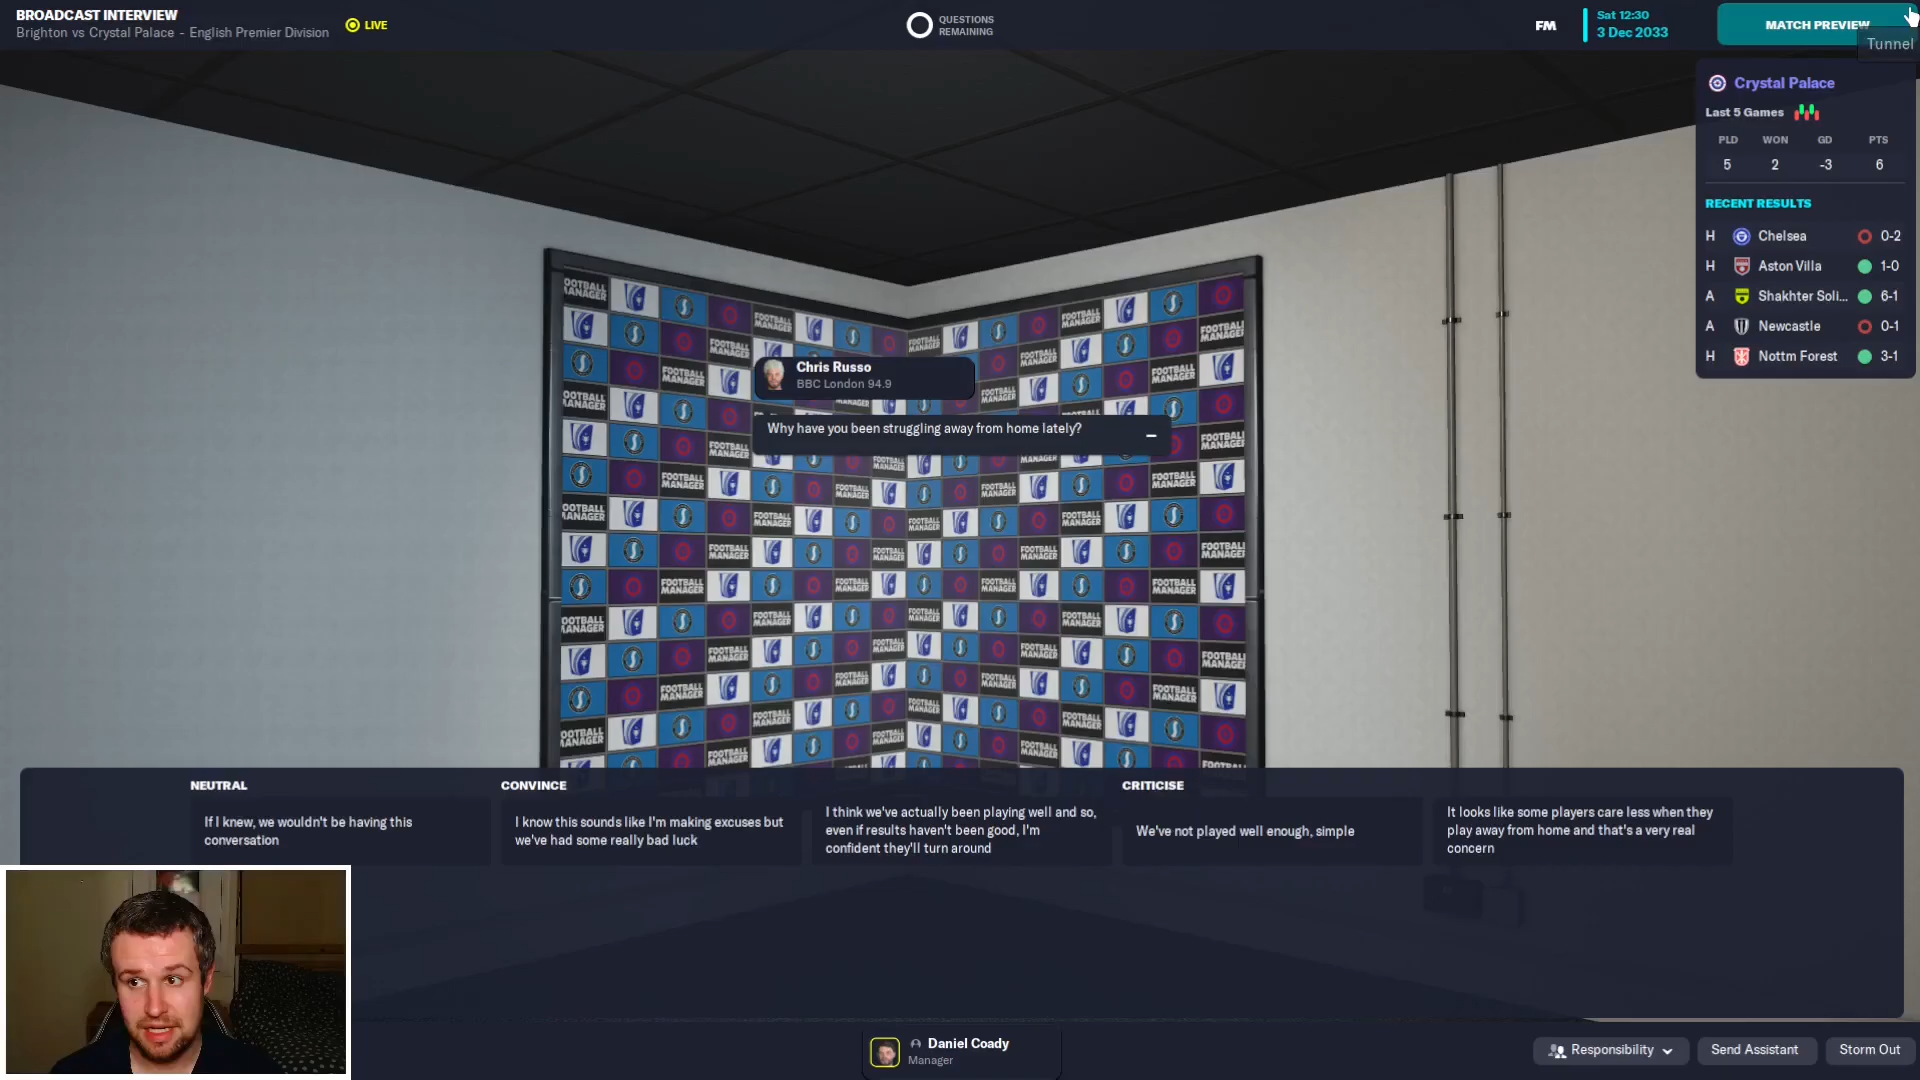 BROADCAST INTERVIEW
Brighton vs Crystal Palace - English Premier Division
LIVE
QUESTIONS
REMAINING
FM
Sat 12:30
3 Dec 2033
MATCH PREVIEW
Tunnel
Crystal Palace
Last 5 Games
PLD WON GD PTS
5 2 -3 6
RECENT RESULTS
H Chelsea 0-2
H Aston Villa 1-0
A Shakhter Soli... 6-1
A Newcastle 0-1
H Nottm Forest 3-1
FOOTBALL
MANAGER
Chris Russo
BBC London 94.9
Why have you been struggling away from home lately?
NEUTRAL
If I knew, we wouldn't be having this
conversation
CONVINCE
I know this sounds like I'm making excuses but
we've had some really bad luck
I think we've actually been playing well and so,
even if results haven't been good, I'm
confident they'll turn around
CRITICISE
We've not played well enough, simple
It looks like some players care less when they
play away from home and that's a very real
concern
Daniel Coady
Manager
Responsibility
Send Assistant
Storm Out